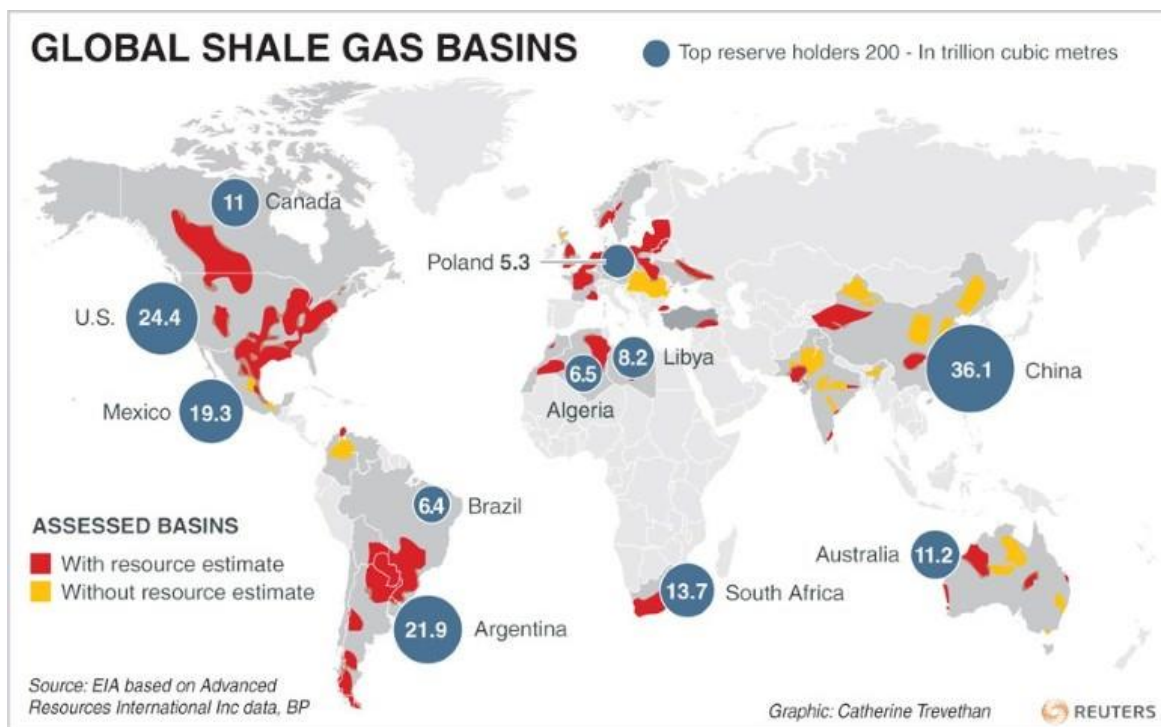 GLOBAL SHALE GAS BASINS
Top reserve holders 200 - In trillion cubic metres
11 Canada
Poland 5.3
U.S. 24.4
8.2 Libya
6.5
Algeria
36.1 China
Mexico 19.3
6.4 Brazil
ASSESSED BASINS
With resource estimate
Without resource estimate
Australia 11.2
13.7 South Africa
21.9 Argentina
Source: EIA based on Advanced
Resources International Inc data, BP
Graphic: Catherine Trevethan
REUTERS